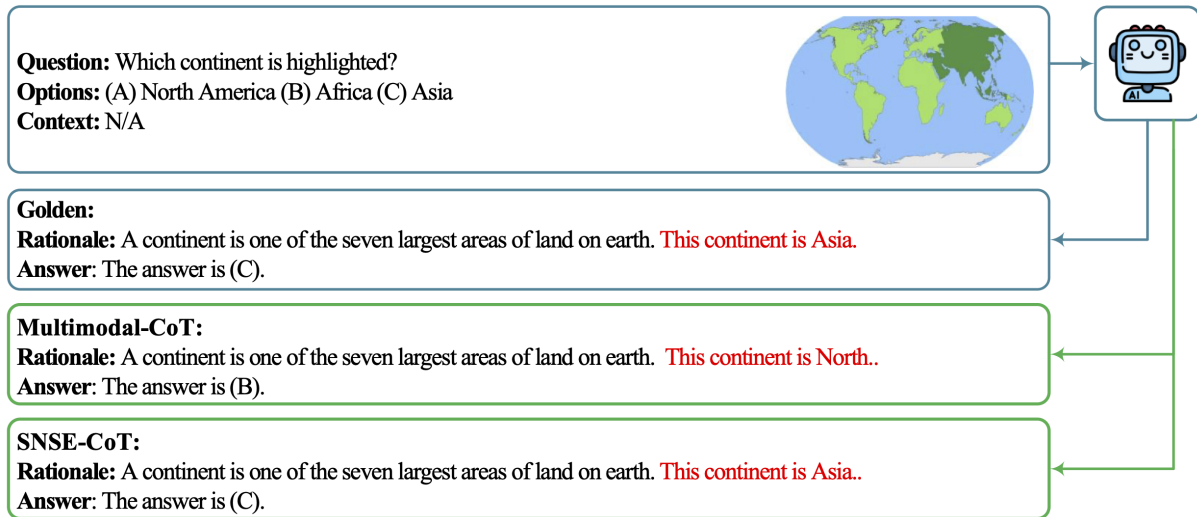 Question: Which continent is highlighted?
Options: (A) North America (B) Africa (C) Asia
Context: N/A
AI
Golden:
Rationale: A continent is one of the seven largest areas of land on earth. This continent is Asia.
Answer: The answer is (C).
Multimodal-CoT:
Rationale: A continent is one of the seven largest areas of land on earth. This continent is North..
Answer: The answer is (B).
SNSE-CoT:
Rationale: A continent is one of the seven largest areas of land on earth. This continent is Asia..
Answer: The answer is (C).